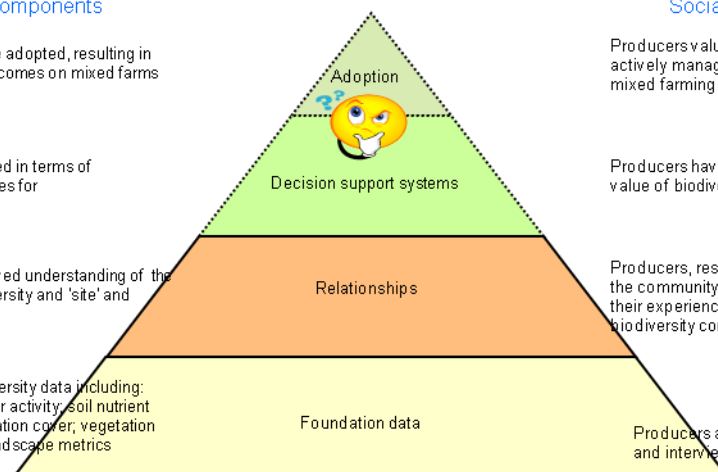 omponents
Socia
e adopted, resulting in
comes on mixed farms
Adoption
Producers valu
actively manag
mixed farming
???
ed in terms of
es for
Decision support systems
Producers hav
value of biodive
ved understanding of the
ersity and 'site' and
Relationships
Producers, res
the community
their experienc
biodiversity co
ersity data including:
r activity; soil nutrient
ation cover; vegetation
dscape metrics
Foundation data
Producers a
and intervie